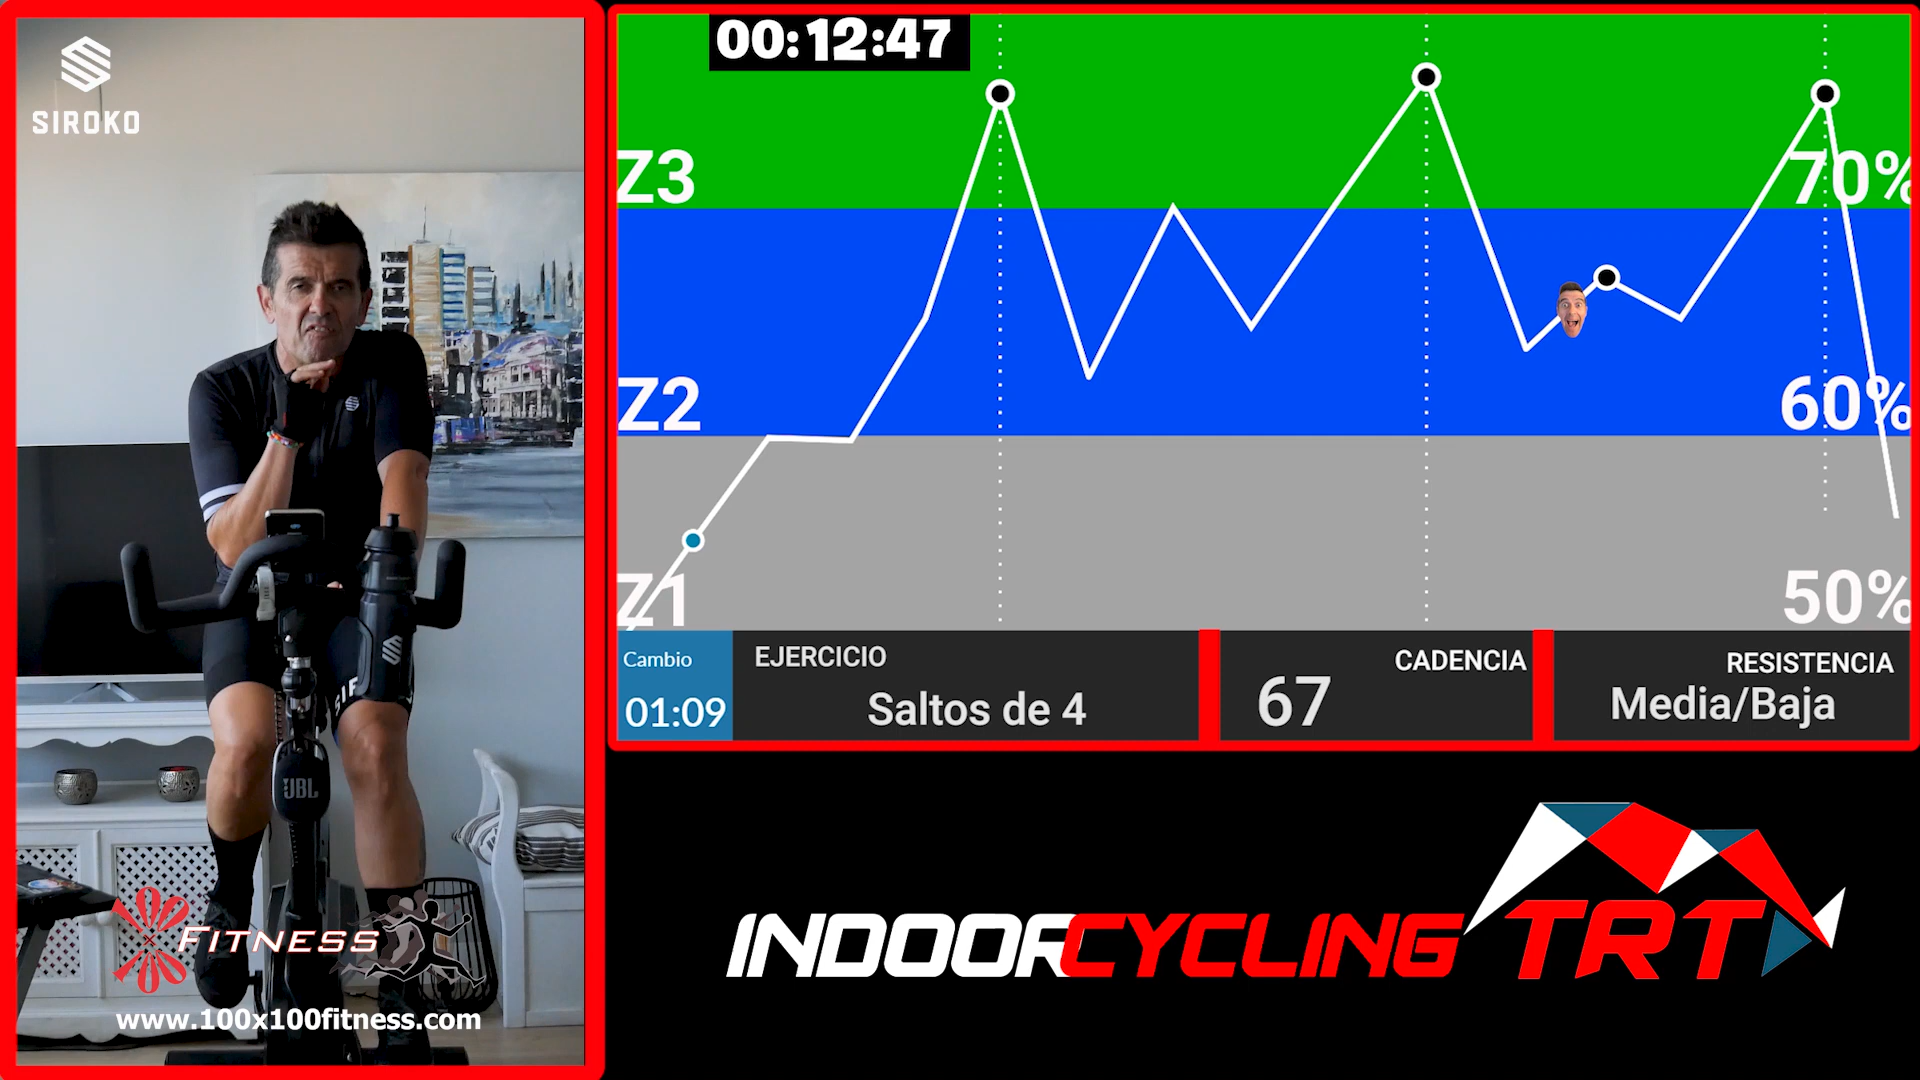 SIROKO
JBL
FITNESS
www.100x100fitness.com
00:12:47
Z3
70%
Z2
60%
Z1
50%
Cambio
01:09
EJERCICIO
Saltos de 4
CADENCIA
67
RESISTENCIA
Media/Baja
INDOORCYCLING TRT